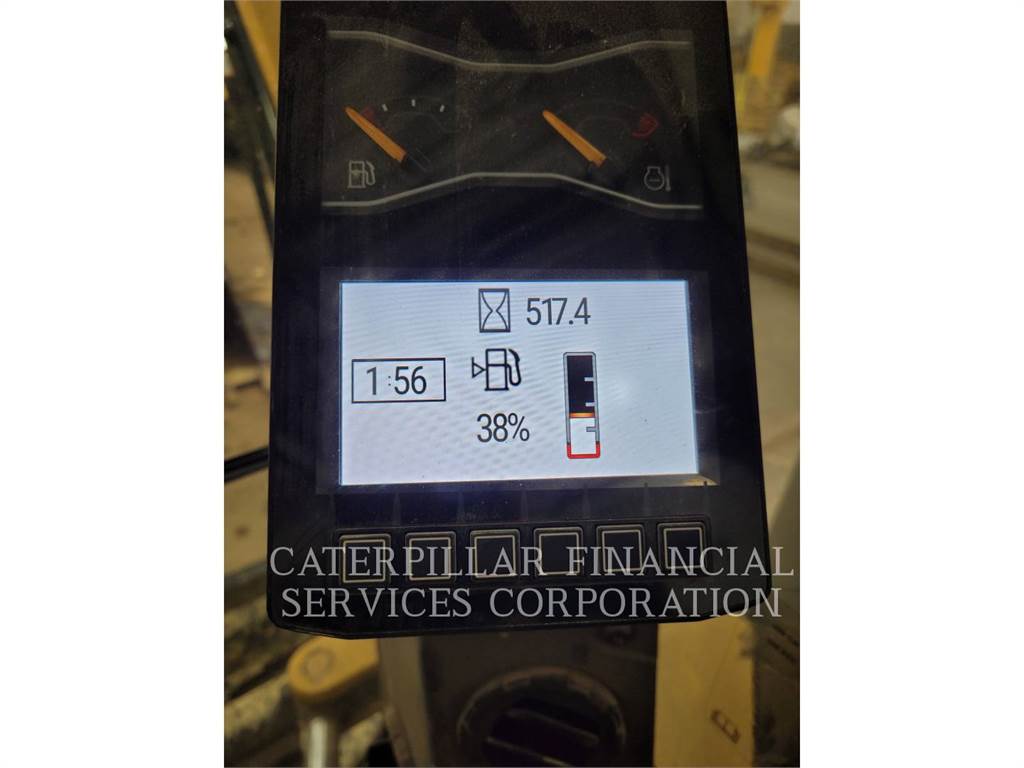 517.4
1:56
38%
CATERPILLAR FINANCIAL
SERVICES CORPORATION